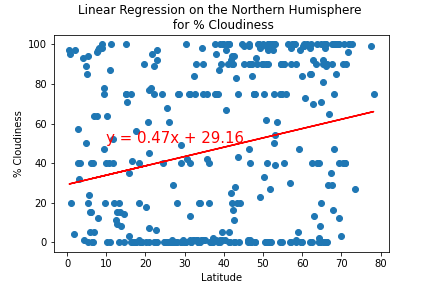 Linear Regression on the Northern Humisphere
for % Cloudiness
100
80
60
40
20
0
% Cloudiness
y = 0.47x + 29.16
0 10 20 30 40 50 60 70 80
Latitude